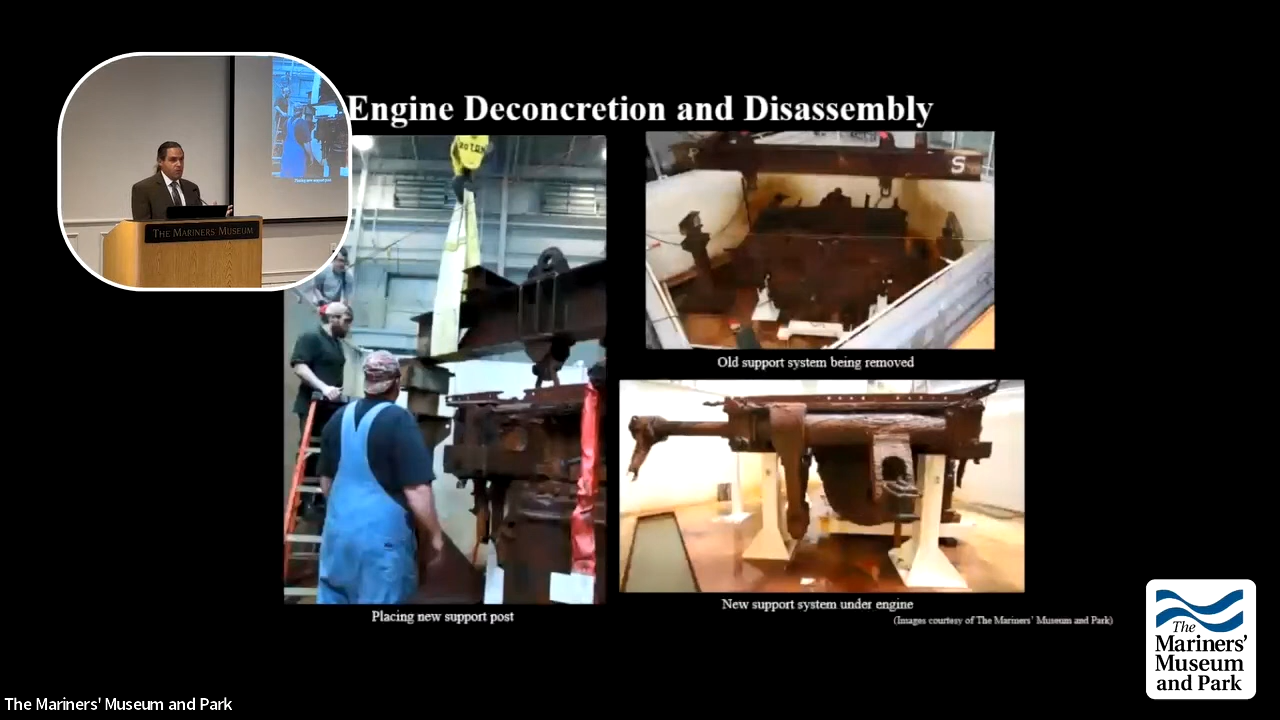 Engine Deconcretion and Disassembly
THE MARINERS MUSEUM
P
S
Old support system being removed
Placing new support post
New support system under engine
(Images courtesy of The Mariners' Museum and Park)
The
Mariners'
Museum
and Park
The Mariners' Museum and Park